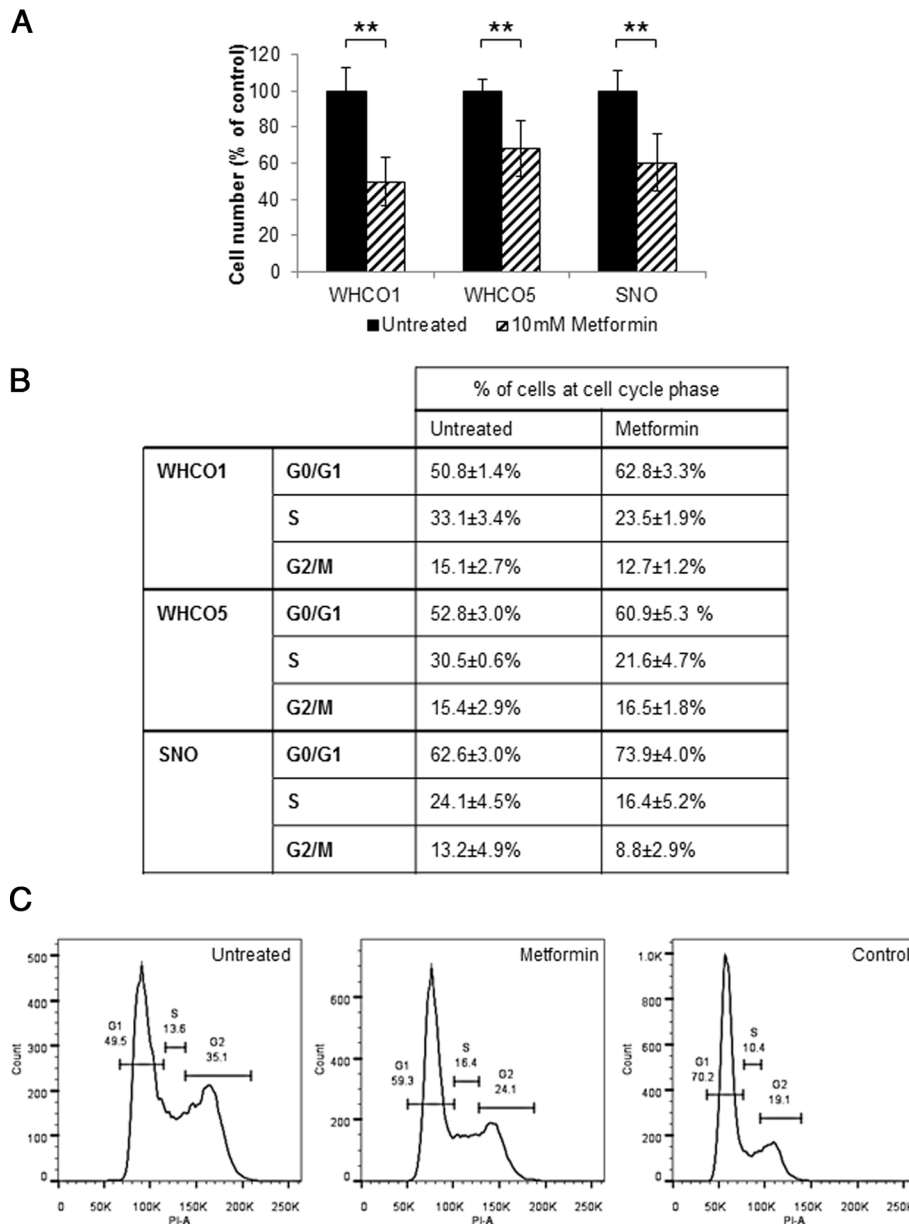 A
** ** **
120
100
80
60
40
20
0
Cell number (% of control)
WHCO1 WHCO5 SNO
Untreated 10mM Metformin
B
% of cells at cell cycle phase
Untreated Metformin
WHCO1 G0/G1 50.8±1.4% 62.8±3.3%
S 33.1±3.4% 23.5±1.9%
G2/M 15.1±2.7% 12.7±1.2%
WHCO5 G0/G1 52.8±3.0% 60.9±5.3 %
S 30.5±0.6% 21.6±4.7%
G2/M 15.4±2.9% 16.5±1.8%
SNO G0/G1 62.6±3.0% 73.9±4.0%
S 24.1±4.5% 16.4±5.2%
G2/M 13.2±4.9% 8.8±2.9%
C
Untreated
500
400
300
200
100
0
Count
G1
49.5
S
13.6
G2
35.1
0K 50K 100K 150K 200K 250K
PI-A
Metformin
600
400
200
0
Count
G1
59.3
S
16.4
G2
24.1
0K 50K 100K 150K 200K 250K
PI-A
Control
1.0K
800
600
400
200
0
Count
G1
70.2
S
10.4
G2
19.1
0K 50K 100K 150K 200K 250K
PI-A